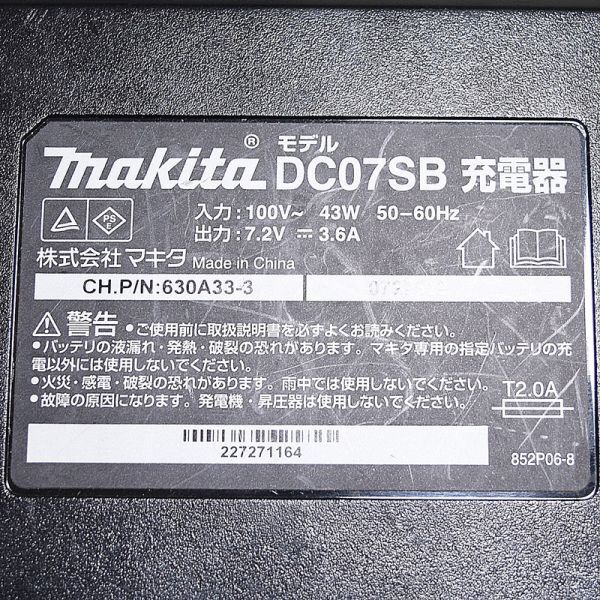 モデル
makita® DC07SB 充電器
PS
E
入力:100V~ 43W 50-60Hz
出力:7.2V⎓3.6A
株式会社マキタ Made in China
CH.P/N:630A33-3
⚠警告 •ご使用前に取扱説明書を必ずよくお読みください。
•バッテリの液漏れ・発熱・破裂の恐れがあります。マキタ専用の指定バッテリの充
電以外には使用しないでください。
•火災・感電・破裂の恐れがあります。雨中では使用しないでください。
•故障の原因になります。発電機・昇圧器は使用しないでください。
T2.0A
227271164
852P06-8